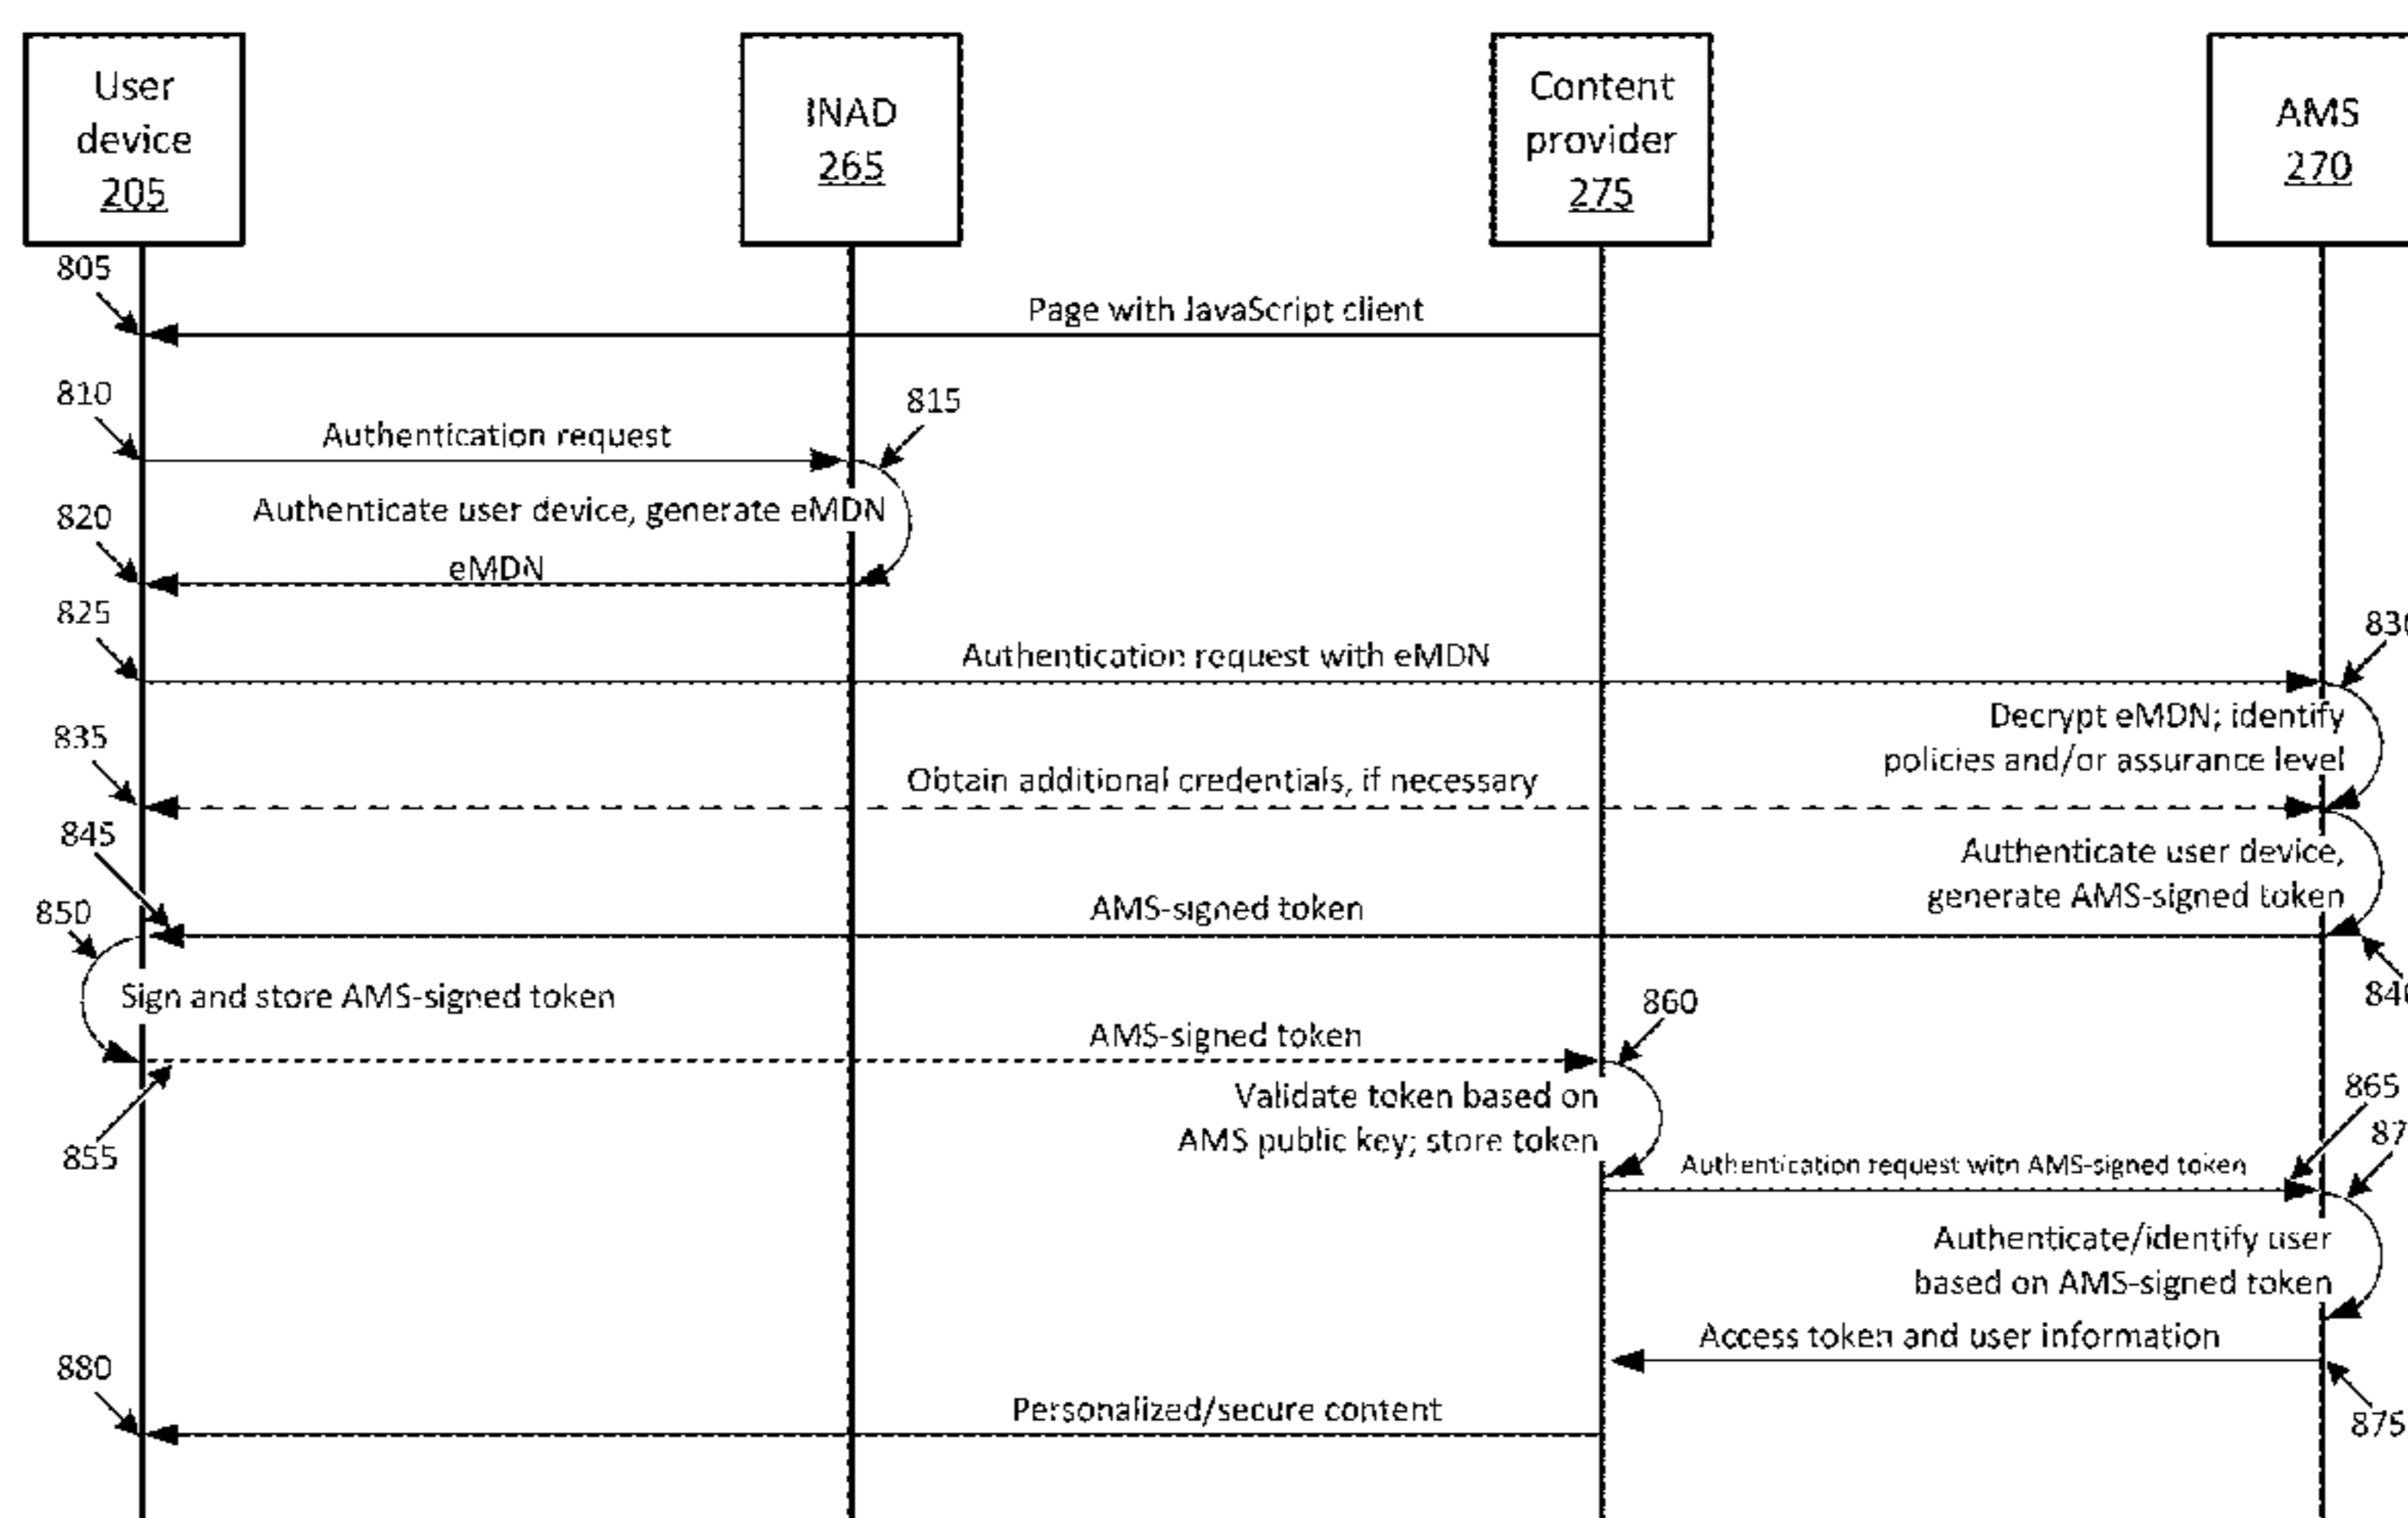 User
device
205
INAD
265
Content
provider
275
AMS
270
805
Page with JavaScript client
810
Authentication request
815
Authenticate user device, generate eMDN
820
eMDN
825
Authentication request with eMDN
Decrypt eMDN; identify
policies and/or assurance level
835
Obtain additional credentials, if necessary
845
Authenticate user device,
generate AMS-signed token
850
AMS-signed token
Sign and store AMS-signed token
860
AMS-signed token
855
Validate token based on
AMS public key; store token
865
Authentication request with AMS-signed token
Authenticate/identify user
based on AMS-signed token
Access token and user information
875
880
Personalized/secure content